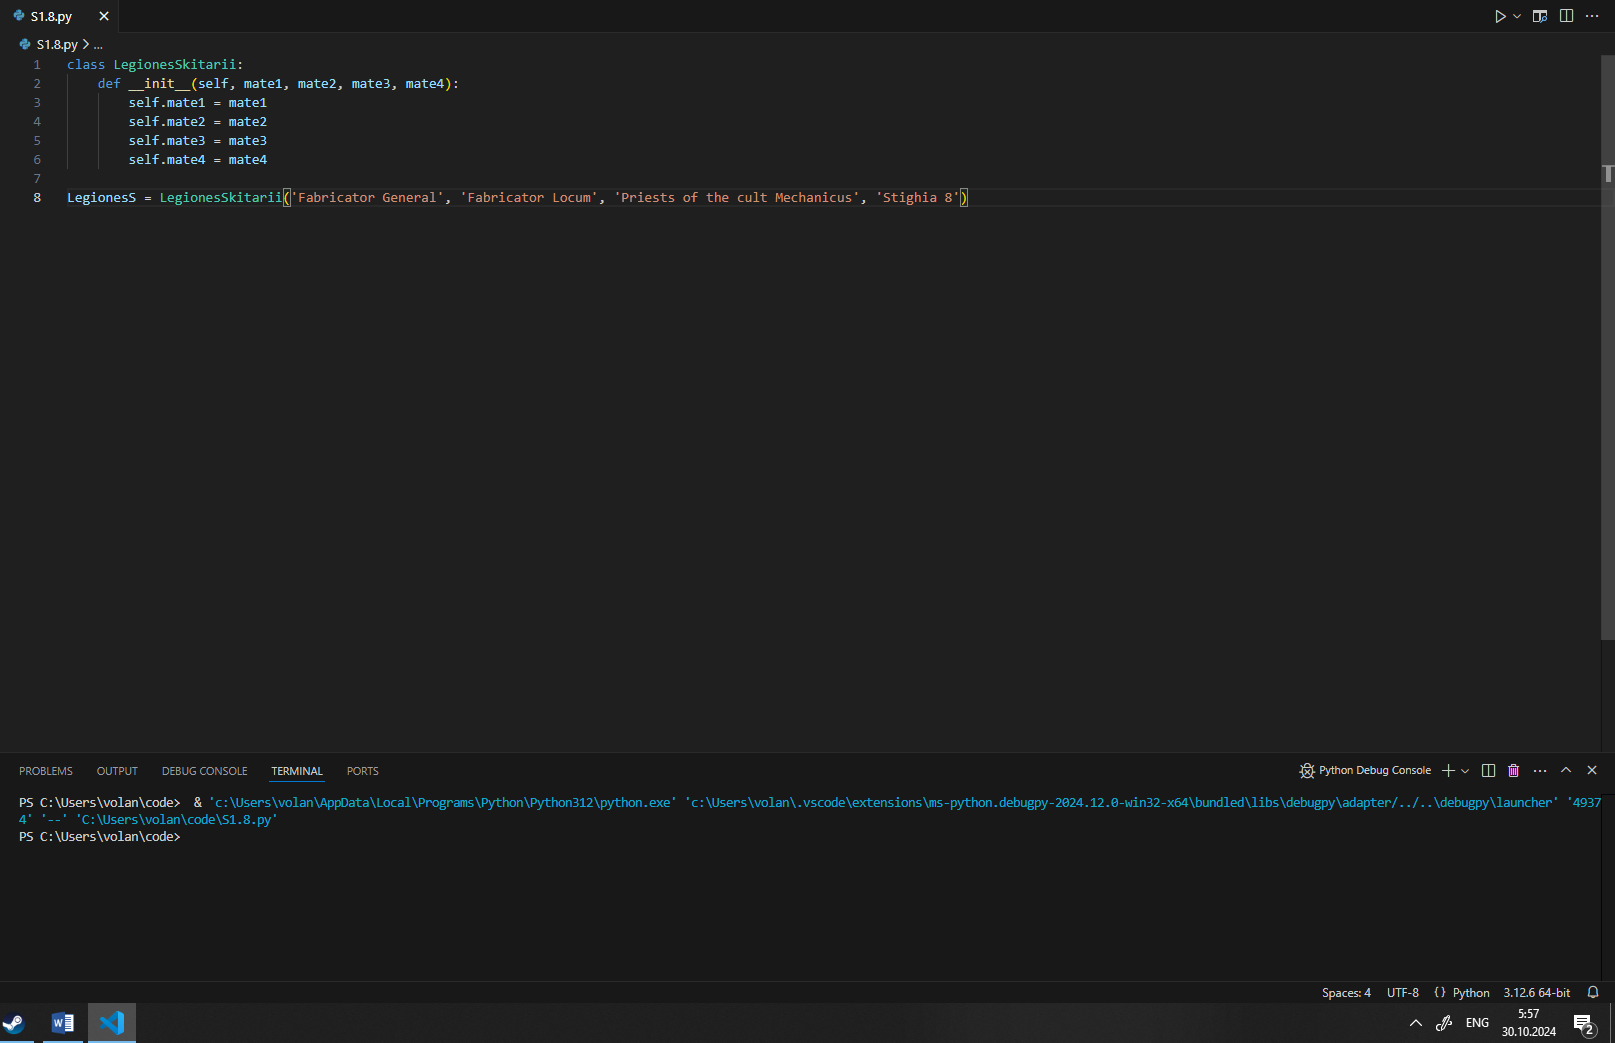 S1.8.py
S1.8.py > ...
1 class LegionesSkitarii:
2     def __init__(self, mate1, mate2, mate3, mate4):
3         self.mate1 = mate1
4         self.mate2 = mate2
5         self.mate3 = mate3
6         self.mate4 = mate4
7
8 LegionesS = LegionesSkitarii('Fabricator General', 'Fabricator Locum', 'Priests of the cult Mechanicus', 'Stighia 8')
PROBLEMS OUTPUT DEBUG CONSOLE TERMINAL PORTS Python Debug Console
PS C:\Users\volan\code>  & 'c:\Users\volan\AppData\Local\Programs\Python\Python312\python.exe' 'c:\Users\volan\.vscode\extensions\ms-python.debugpy-2024.12.0-win32-x64\bundled\libs\debugpy\adapter/../..\debugpy\launcher' '4937
4' '--' 'C:\Users\volan\code\S1.8.py'
PS C:\Users\volan\code>
Spaces: 4 UTF-8 {} Python 3.12.6 64-bit
ENG 5:57
30.10.2024 2